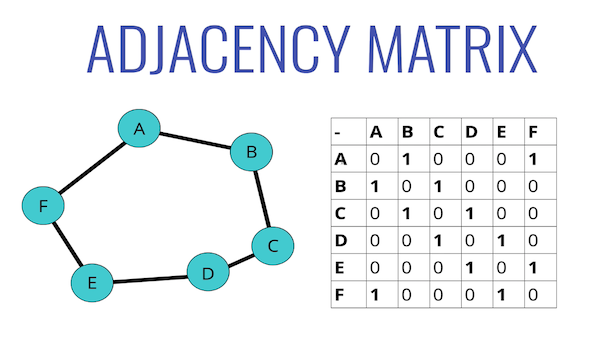 ADJACENCY MATRIX
A
B
F
C
D
E
- A B C D E F
A 0 1 0 0 0 1
B 1 0 1 0 0 0
C 0 1 0 1 0 0
D 0 0 1 0 1 0
E 0 0 0 1 0 1
F 1 0 0 0 1 0